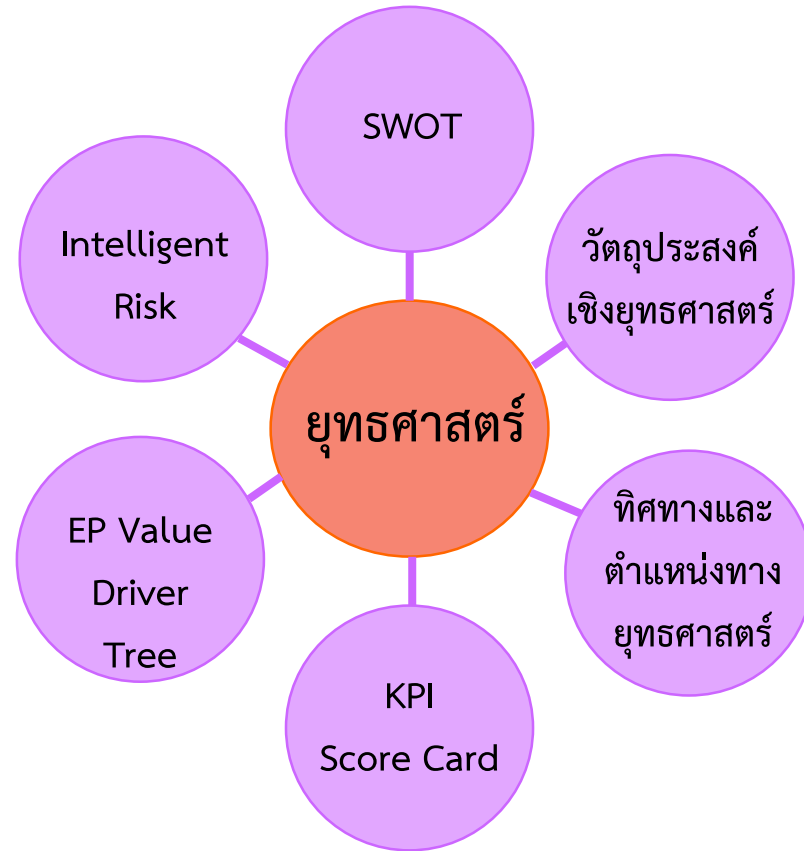 SWOT
วัตถุประสงค์
เชิงยุทธศาสตร์
ทิศทางและ
ตำแหน่งทาง
ยุทธศาสตร์
KPI
Score Card
EP Value
Driver
Tree
Intelligent
Risk
ยุทธศาสตร์